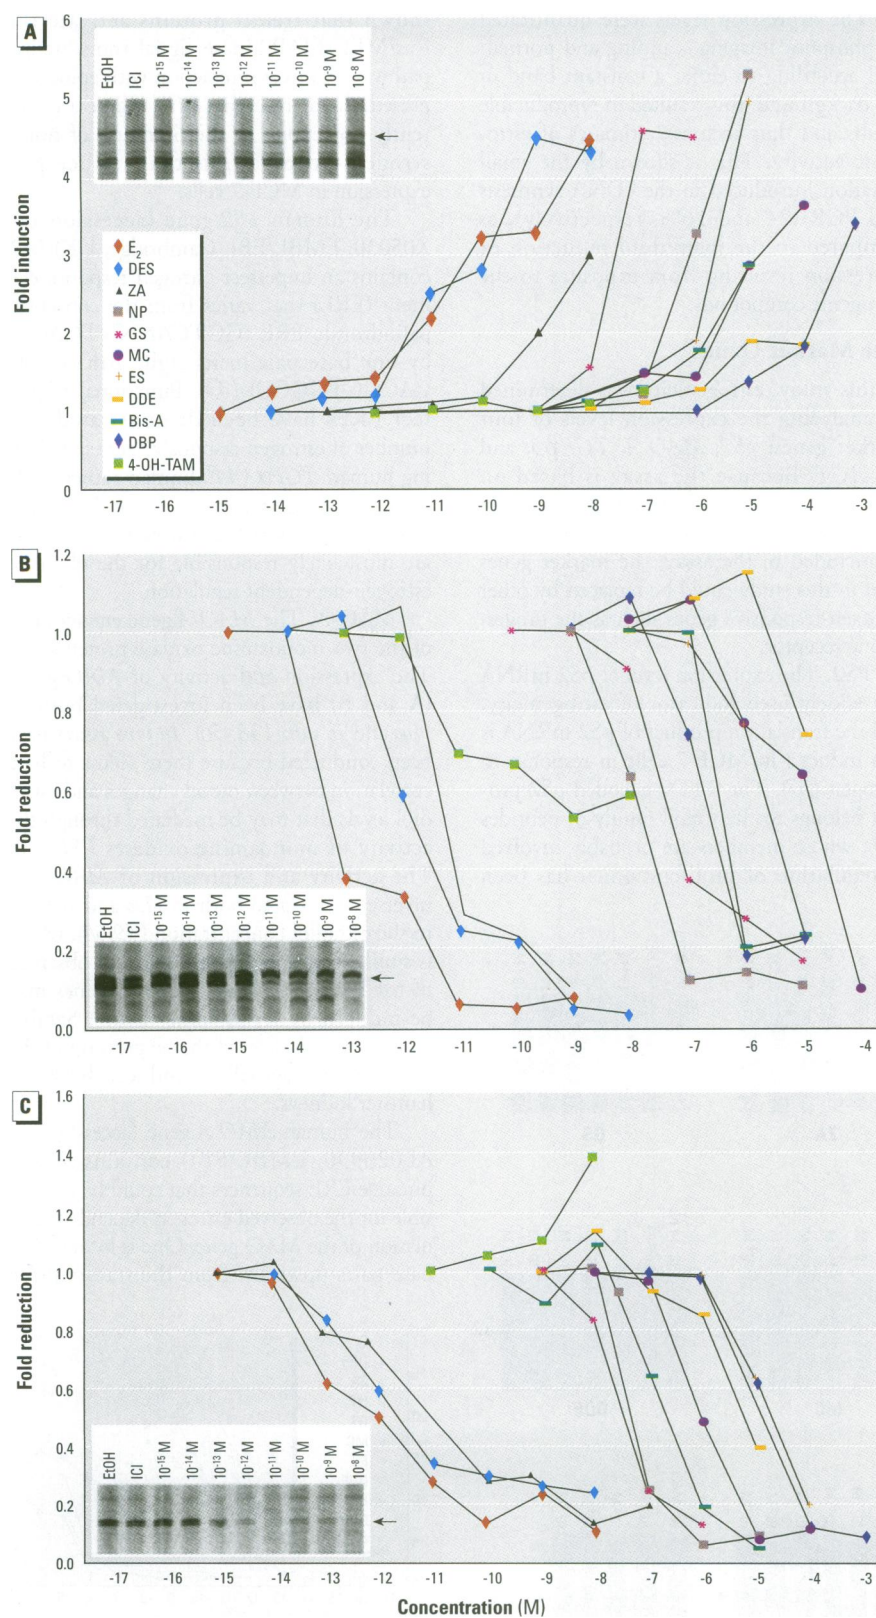 A
6
5
4
3
2
1
0
Fold induction
EtOH
ICI
10-15 M
10-14 M
10-13 M
10-12 M
10-11 M
10-10 M
10-9 M
10-8 M
E2
DES
ZA
NP
GS
MC
ES
DDE
Bis-A
DBP
4-OH-TAM
-17 -16 -15 -14 -13 -12 -11 -10 -9 -8 -7 -6 -5 -4 -3
B
1.2
1.0
0.8
0.6
0.4
0.2
0.0
Fold reduction
EtOH
ICI
10-15 M
10-14 M
10-13 M
10-12 M
10-11 M
10-10 M
10-9 M
10-8 M
-17 -16 -15 -14 -13 -12 -11 -10 -9 -8 -7 -6 -5 -4
C
1.6
1.4
1.2
1.0
0.8
0.6
0.4
0.2
0.0
Fold reduction
EtOH
ICI
10-15 M
10-14 M
10-13 M
10-12 M
10-11 M
10-10 M
10-9 M
10-8 M
-17 -16 -15 -14 -13 -12 -11 -10 -9 -8 -7 -6 -5 -4 -3
Concentration (M)